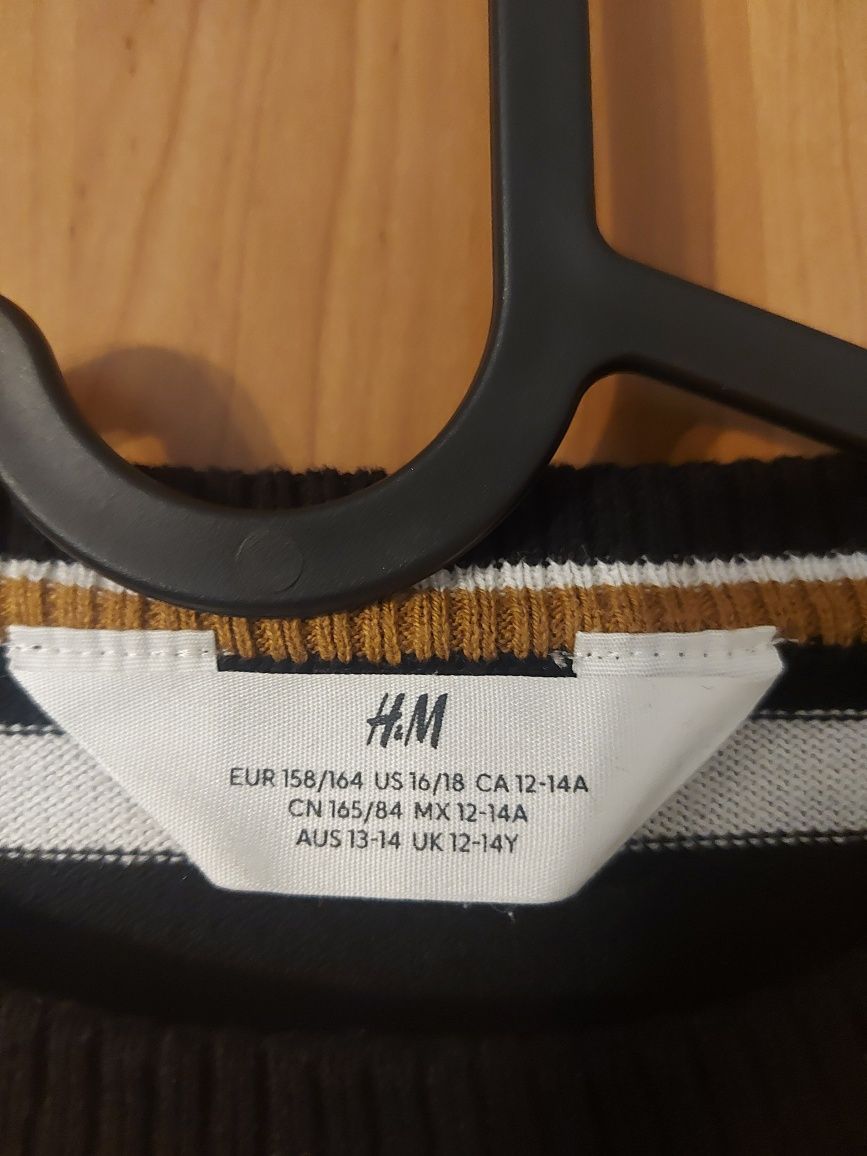 H&M
EUR 158/164 US 16/18 CA 12-14A
CN 165/84 MX 12-14A
AUS 13-14 UK 12-14Y